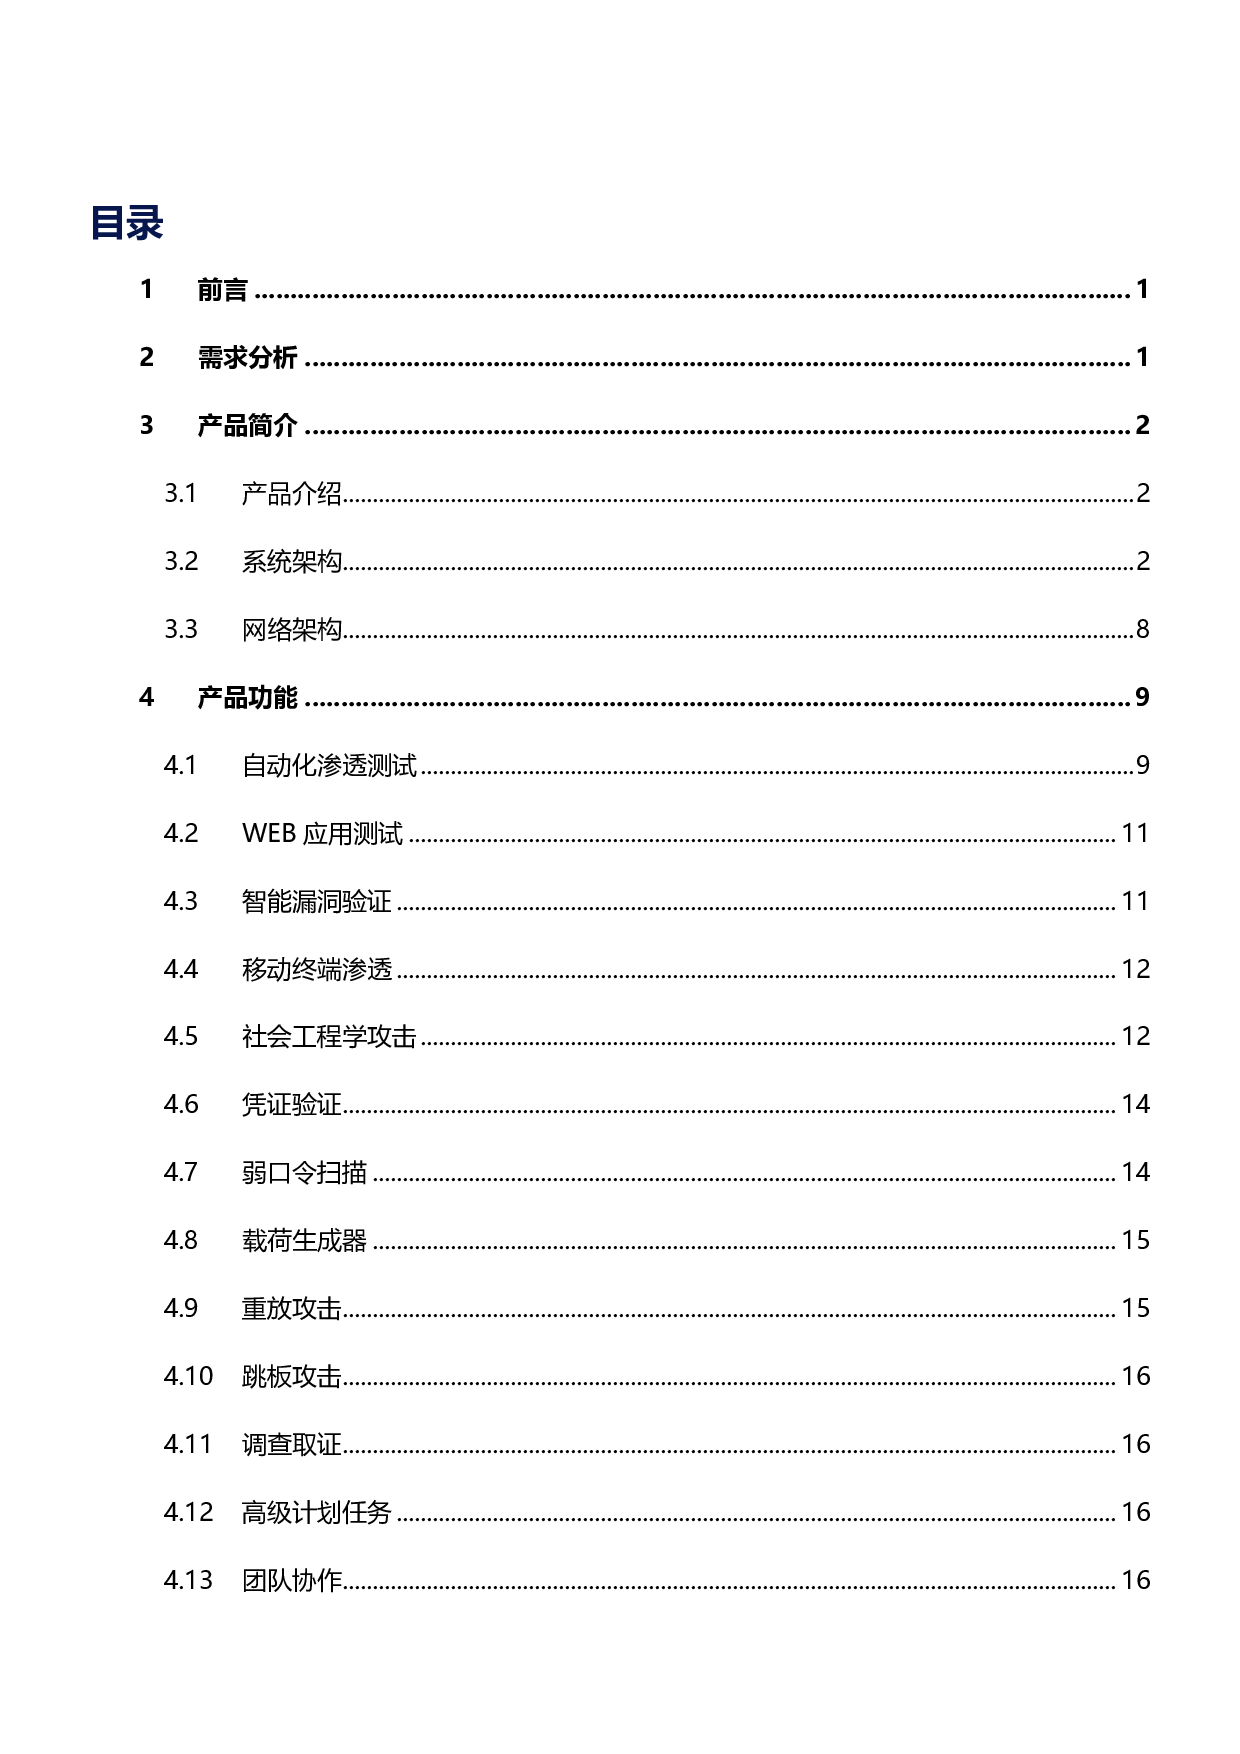 目录
1 前言 ........ 1
2 需求分析 ........ 1
3 产品简介 ........ 2
3.1 产品介绍 ........ 2
3.2 系统架构 ........ 2
3.3 网络架构 ........ 8
4 产品功能 ........ 9
4.1 自动化渗透测试 ........ 9
4.2 WEB 应用测试 ........ 11
4.3 智能漏洞验证 ........ 11
4.4 移动终端渗透 ........ 12
4.5 社会工程学攻击 ........ 12
4.6 凭证验证 ........ 14
4.7 弱口令扫描 ........ 14
4.8 载荷生成器 ........ 15
4.9 重放攻击 ........ 15
4.10 跳板攻击 ........ 16
4.11 调查取证 ........ 16
4.12 高级计划任务 ........ 16
4.13 团队协作 ........ 16